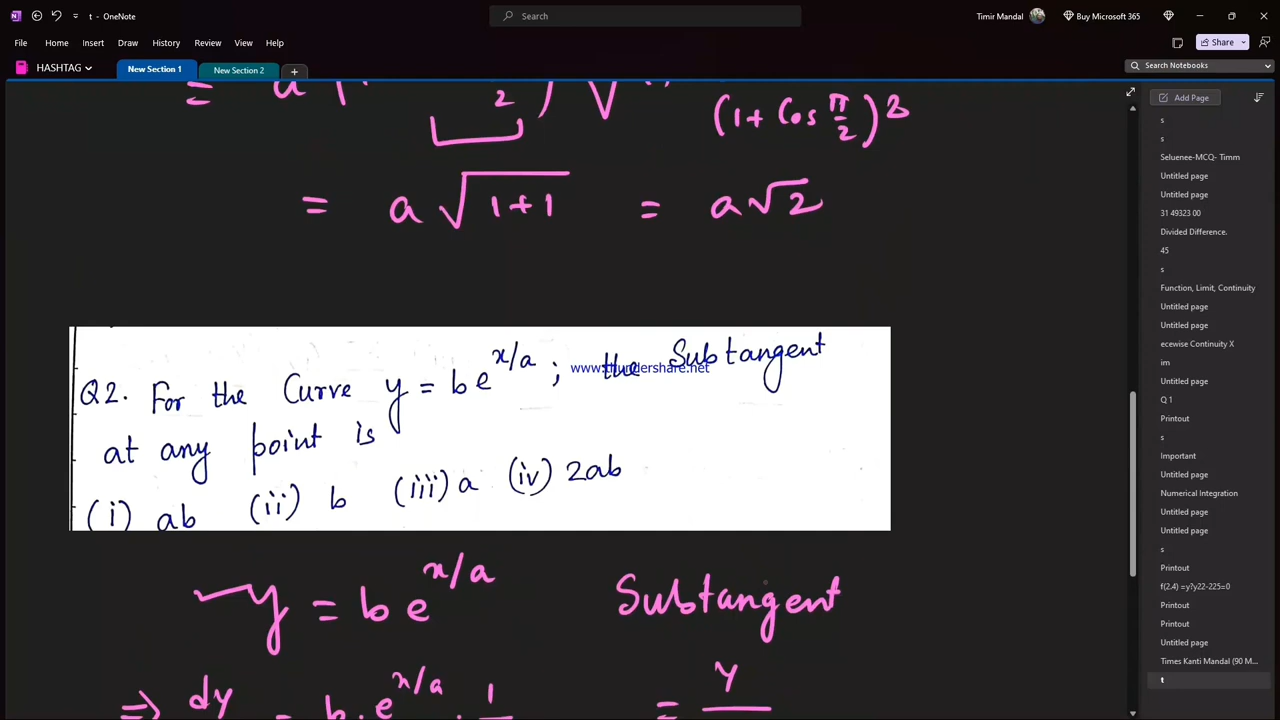 t - OneNote
Search
Timir Mandal
Buy Microsoft 365
File Home Insert Draw History Review View Help
Share
HASHTAG
New Section 1
New Section 2
+
Search Notebooks
Add Page
= a
2
(1+ Cos π/2)²
= a √1+1 = a√2
Q2. For the Curve y = b e^x/a ; the Subtangent
www.thundershare.net
at any point is
(i) ab (ii) b (iii) a (iv) 2ab
y = b e^x/a
Subtangent
⇒ dy = b. e^x/a . 1
= y
s
s
Seluenee-MCQ- Timm
Untitled page
Untitled page
31 49323 00
Divided Difference.
45
s
Function, Limit, Continuity
Untitled page
Untitled page
ecewise Continuity X
im
Untitled page
Q 1
Printout
s
Important
Untitled page
Numerical Integration
Untitled page
Untitled page
s
Printout
f(2.4) =y?y22-225=0
Printout
Printout
Untitled page
Times Kanti Mandal (90 M...
t